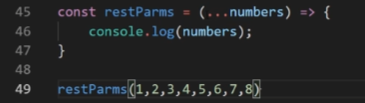 45 const restParms = (...numbers) => {
46     console.log(numbers);
47 }
48
49 restParms(1,2,3,4,5,6,7,8)